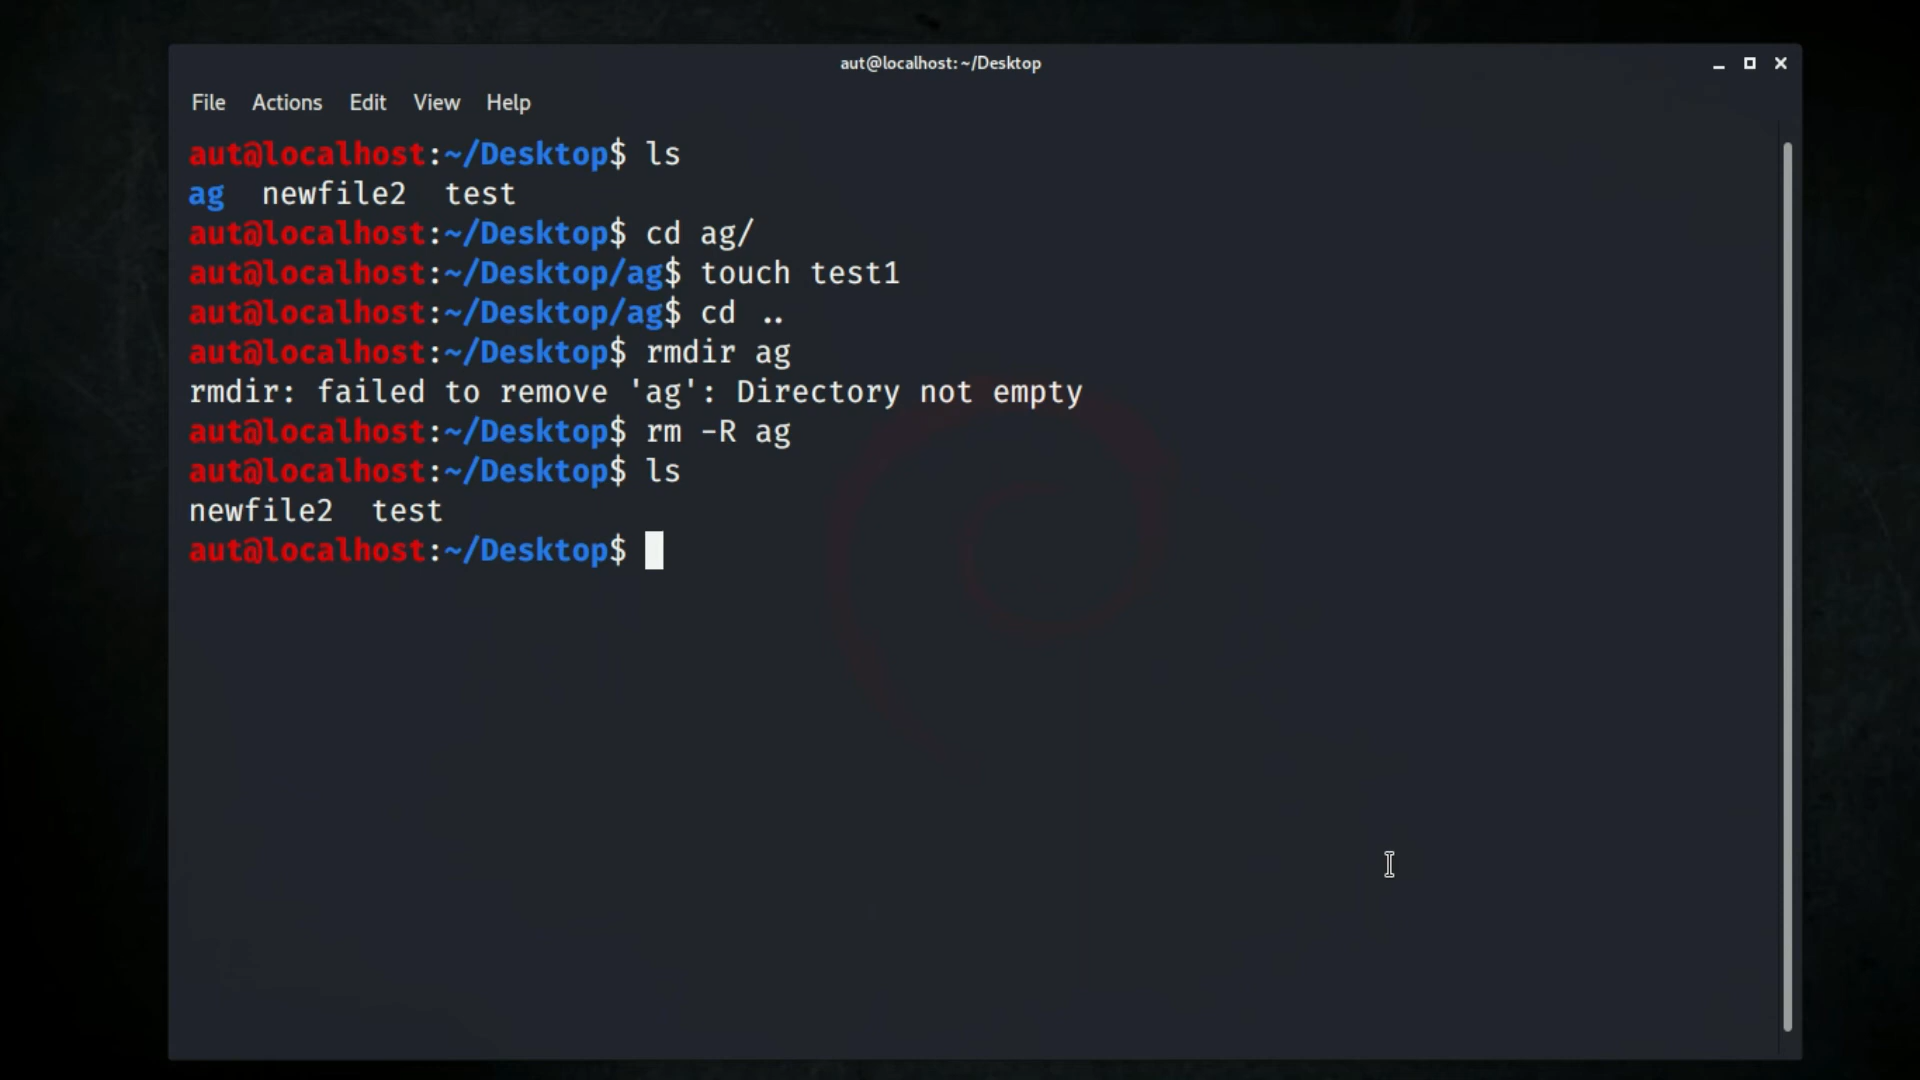 aut@localhost:~/Desktop
File Actions Edit View Help
aut@localhost:~/Desktop$ ls
ag newfile2 test
aut@localhost:~/Desktop$ cd ag/
aut@localhost:~/Desktop/ag$ touch test1
aut@localhost:~/Desktop/ag$ cd ..
aut@localhost:~/Desktop$ rmdir ag
rmdir: failed to remove 'ag': Directory not empty
aut@localhost:~/Desktop$ rm -R ag
aut@localhost:~/Desktop$ ls
newfile2 test
aut@localhost:~/Desktop$